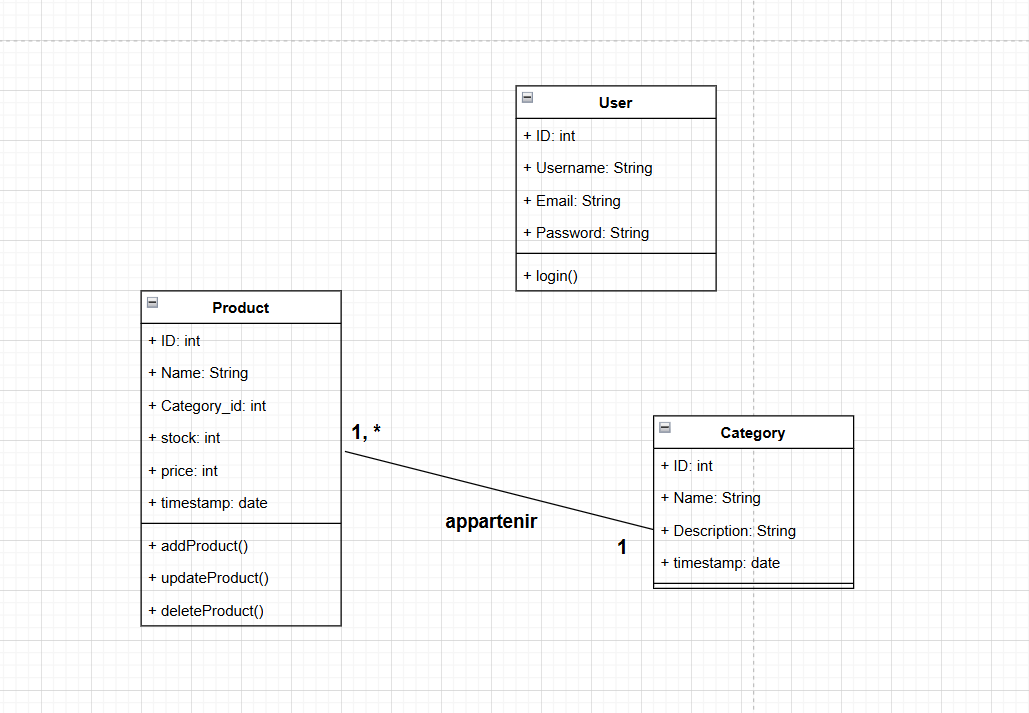 User
+ ID: int
+ Username: String
+ Email: String
+ Password: String
+ login()
Product
+ ID: int
+ Name: String
+ Category_id: int
+ stock: int
+ price: int
+ timestamp: date
+ addProduct()
+ updateProduct()
+ deleteProduct()
1, *
appartenir
1
Category
+ ID: int
+ Name: String
+ Description: String
+ timestamp: date